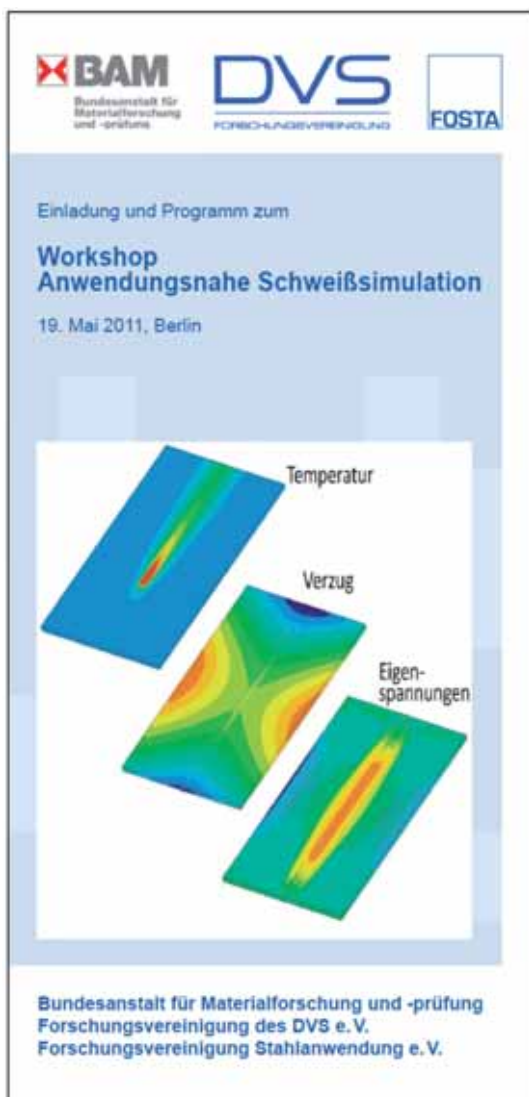 BAM
Bundesanstalt für
Materialforschung
und -prüfung
DVS
FORSCHUNGSVEREINIGUNG
FOSTA
Einladung und Programm zum
Workshop
Anwendungsnahe Schweißsimulation
19. Mai 2011, Berlin
Temperatur
Verzug
Eigen-
spannungen
Bundesanstalt für Materialforschung und -prüfung
Forschungsvereinigung des DVS e. V.
Forschungsvereinigung Stahlanwendung e. V.